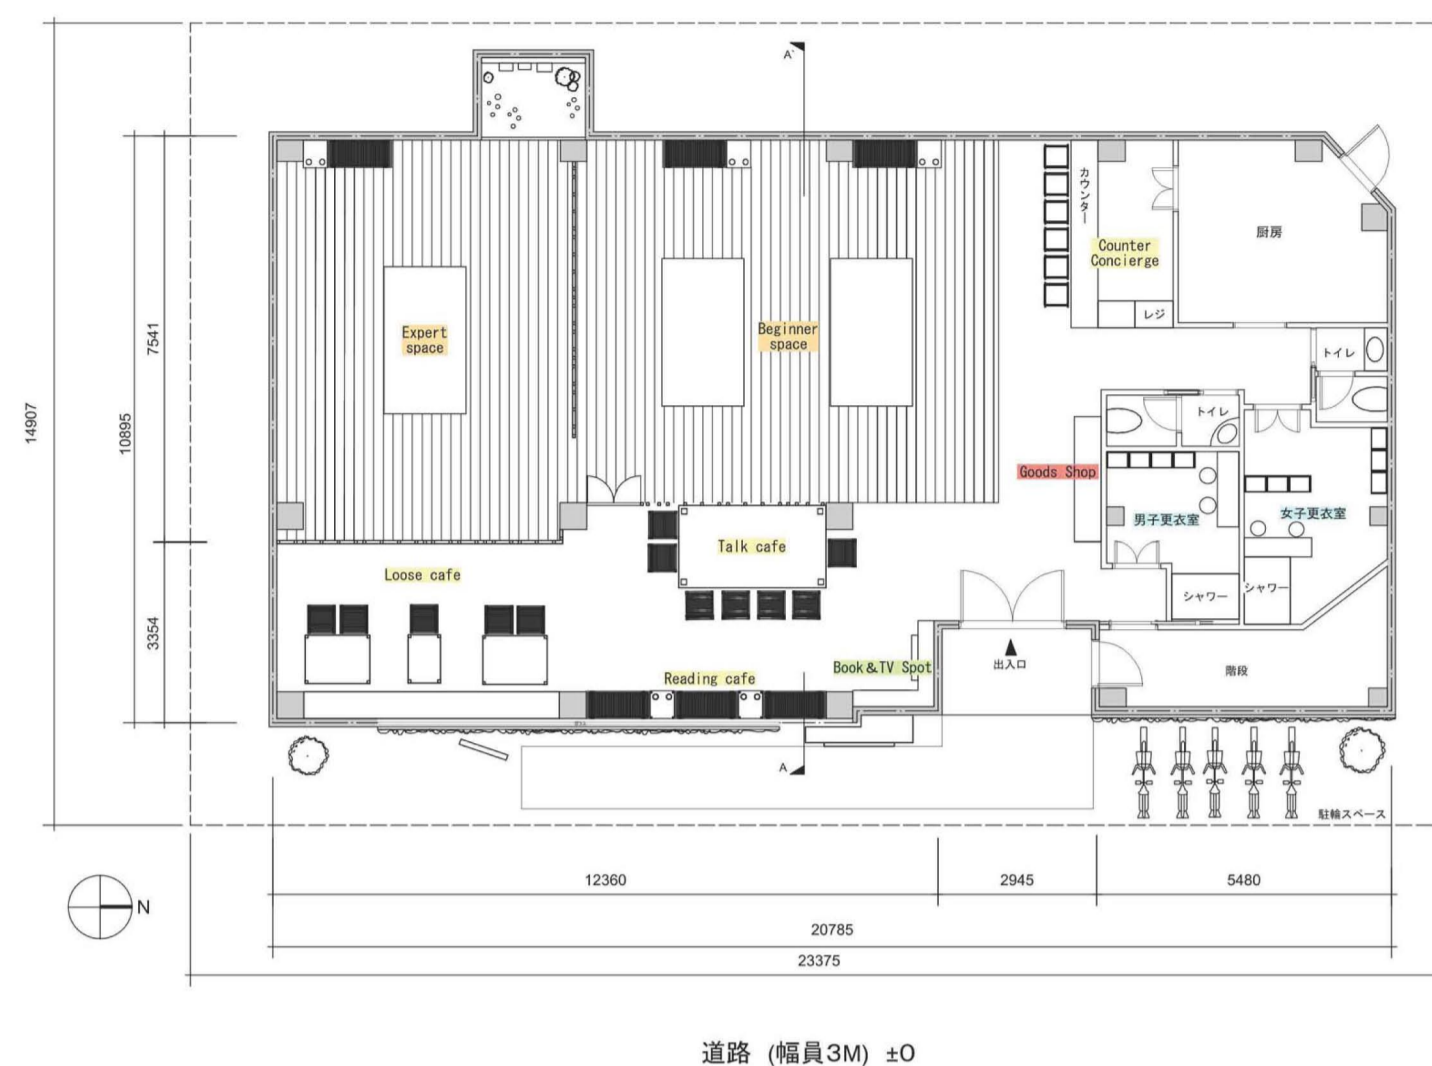 A`
カウンター
Counter
Concierge
厨房
レジ
Expert
space
Beginner
space
トイレ
トイレ
Goods Shop
男子更衣室
女子更衣室
シャワー
シャワー
Talk cafe
Loose cafe
Reading cafe
Book&TV Spot
出入口
階段
A
駐輪スペース
14907
10895
7541
3354
N
12360
2945
5480
20785
23375
道路 (幅員3M) ±0